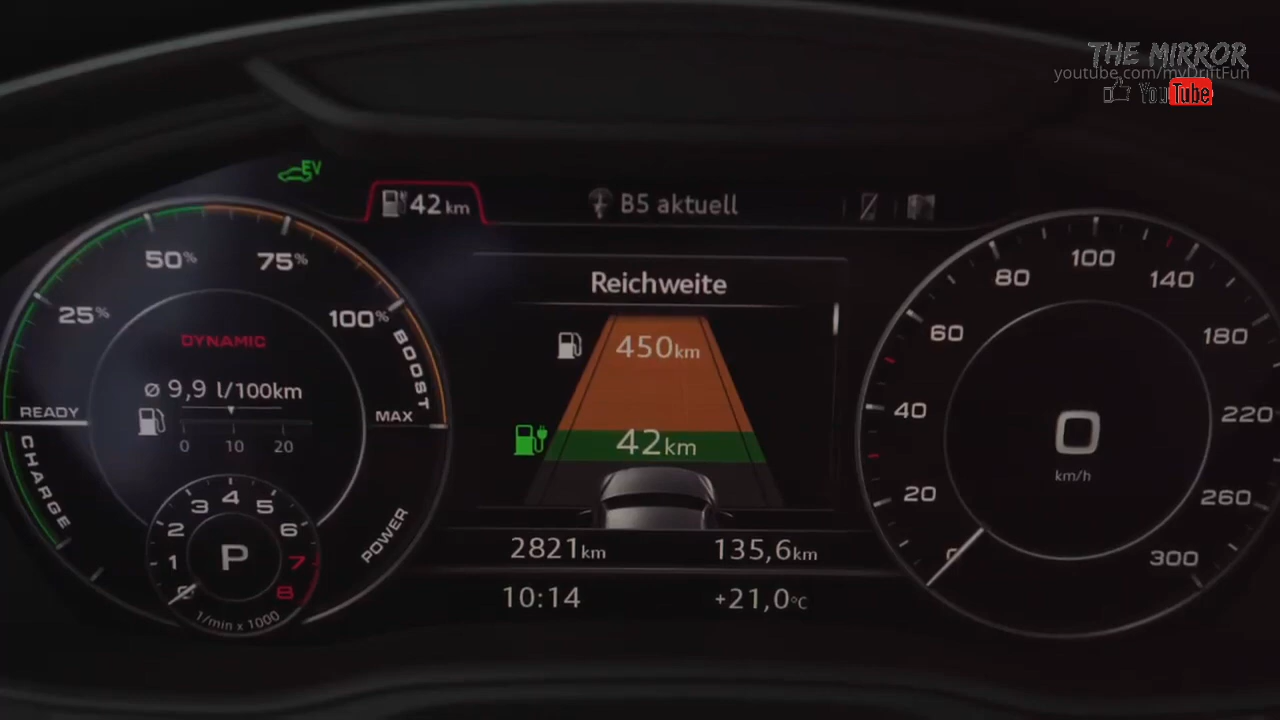 THE MIRROR
youtube.com/myDriftFun
YouTube
EV
42 km
B5 aktuell
Reichweite
450km
42km
2821km
135,6km
10:14
+21,0°C
25%
50%
75%
100%
BOOST
MAX
POWER
READY
CHARGE
DYNAMIC
ø 9,9 l/100km
0 10 20
0 1 2 3 4 5 6 7 8
P
1/min x 1000
0 20 40 60 80 100 140 180 220 260 300
0
km/h